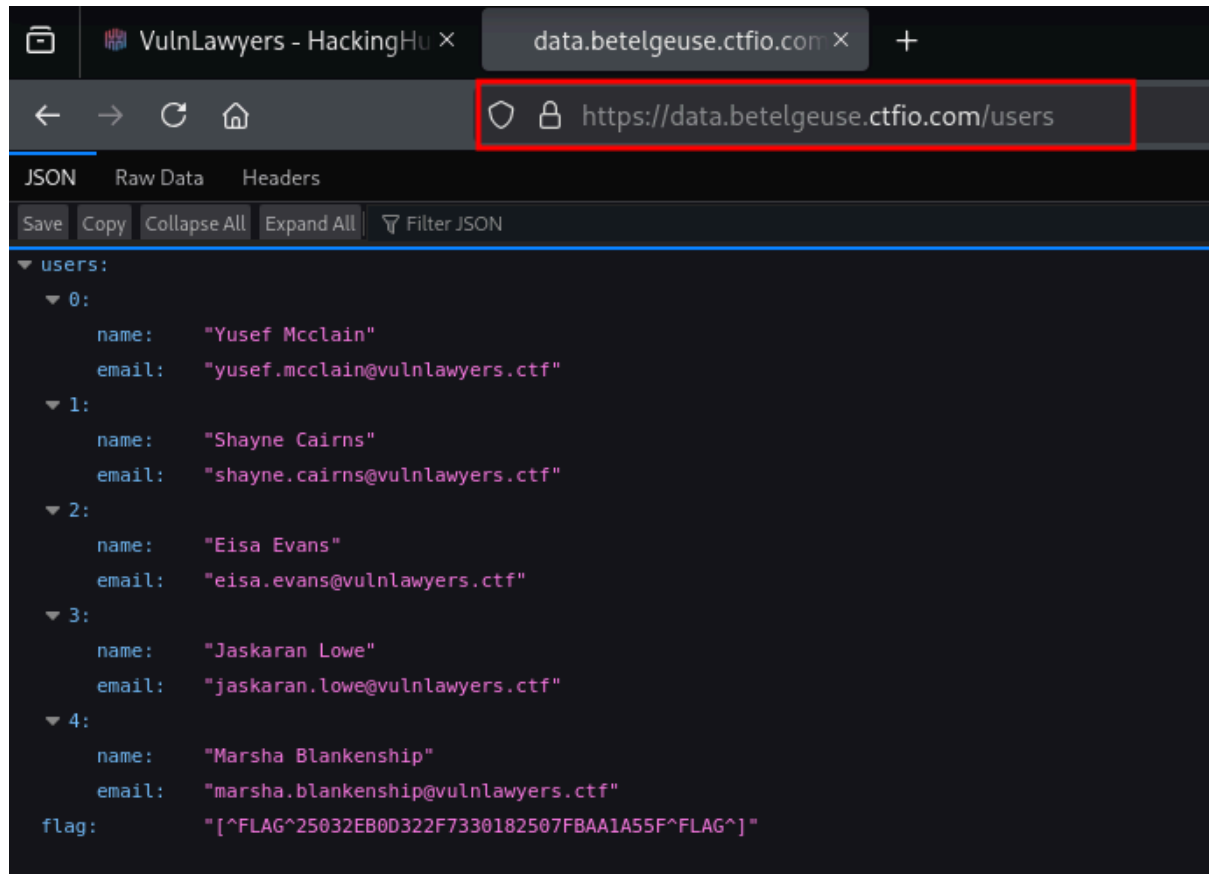 VulnLawyers - HackingHu
data.betelgeuse.ctfio.com
https://data.betelgeuse.ctfio.com/users
JSON Raw Data Headers
Save Copy Collapse All Expand All Filter JSON
users:
0:
name: "Yusef Mcclain"
email: "yusef.mcclain@vulnlawyers.ctf"
1:
name: "Shayne Cairns"
email: "shayne.cairns@vulnlawyers.ctf"
2:
name: "Eisa Evans"
email: "eisa.evans@vulnlawyers.ctf"
3:
name: "Jaskaran Lowe"
email: "jaskaran.lowe@vulnlawyers.ctf"
4:
name: "Marsha Blankenship"
email: "marsha.blankenship@vulnlawyers.ctf"
flag: "[^FLAG^25032EB0D322F7330182507FBAA1A55F^FLAG^]"